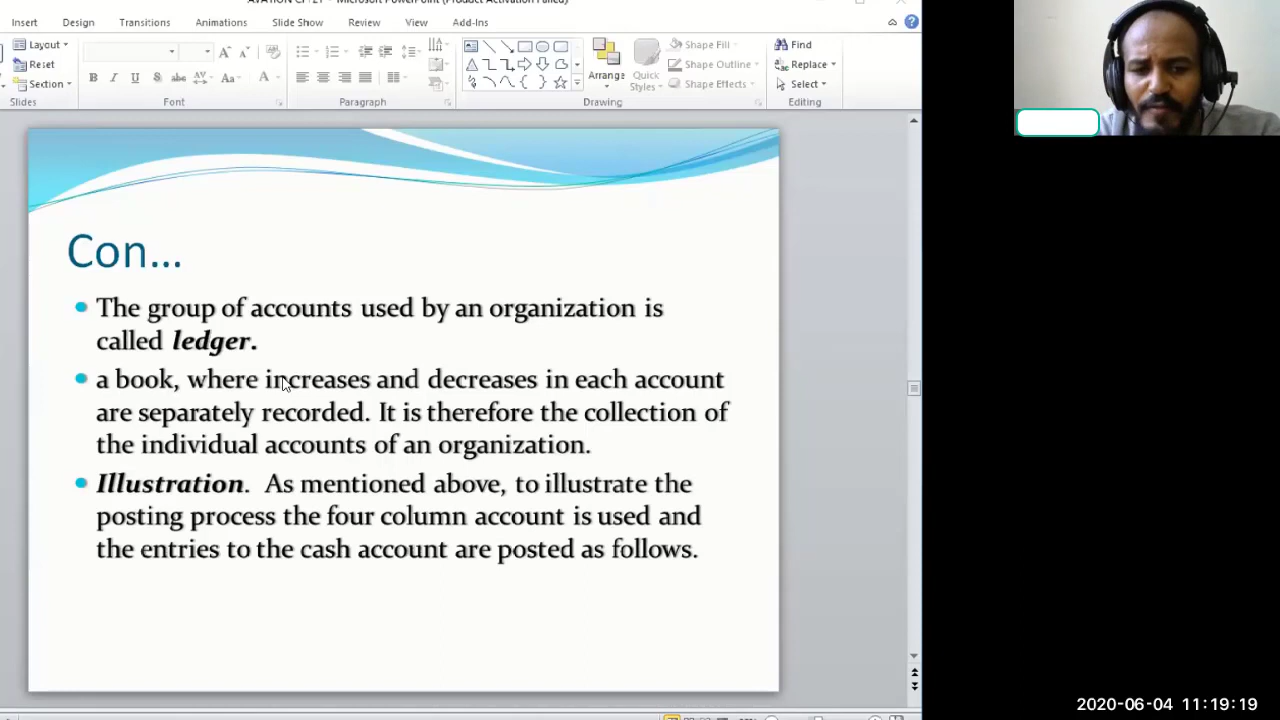 Insert Design Transitions Animations Slide Show Review View Add-Ins
Layout
Reset
Section
Slides
B I U S abc AV Aa A
Font
Paragraph
Arrange
Quick
Styles
Shape Fill
Shape Outline
Shape Effects
Drawing
Find
Replace
Select
Editing
Con...
The group of accounts used by an organization is
called ledger.
a book, where increases and decreases in each account
are separately recorded. It is therefore the collection of
the individual accounts of an organization.
Illustration. As mentioned above, to illustrate the
posting process the four column account is used and
the entries to the cash account are posted as follows.
2020-06-04 11:19:19